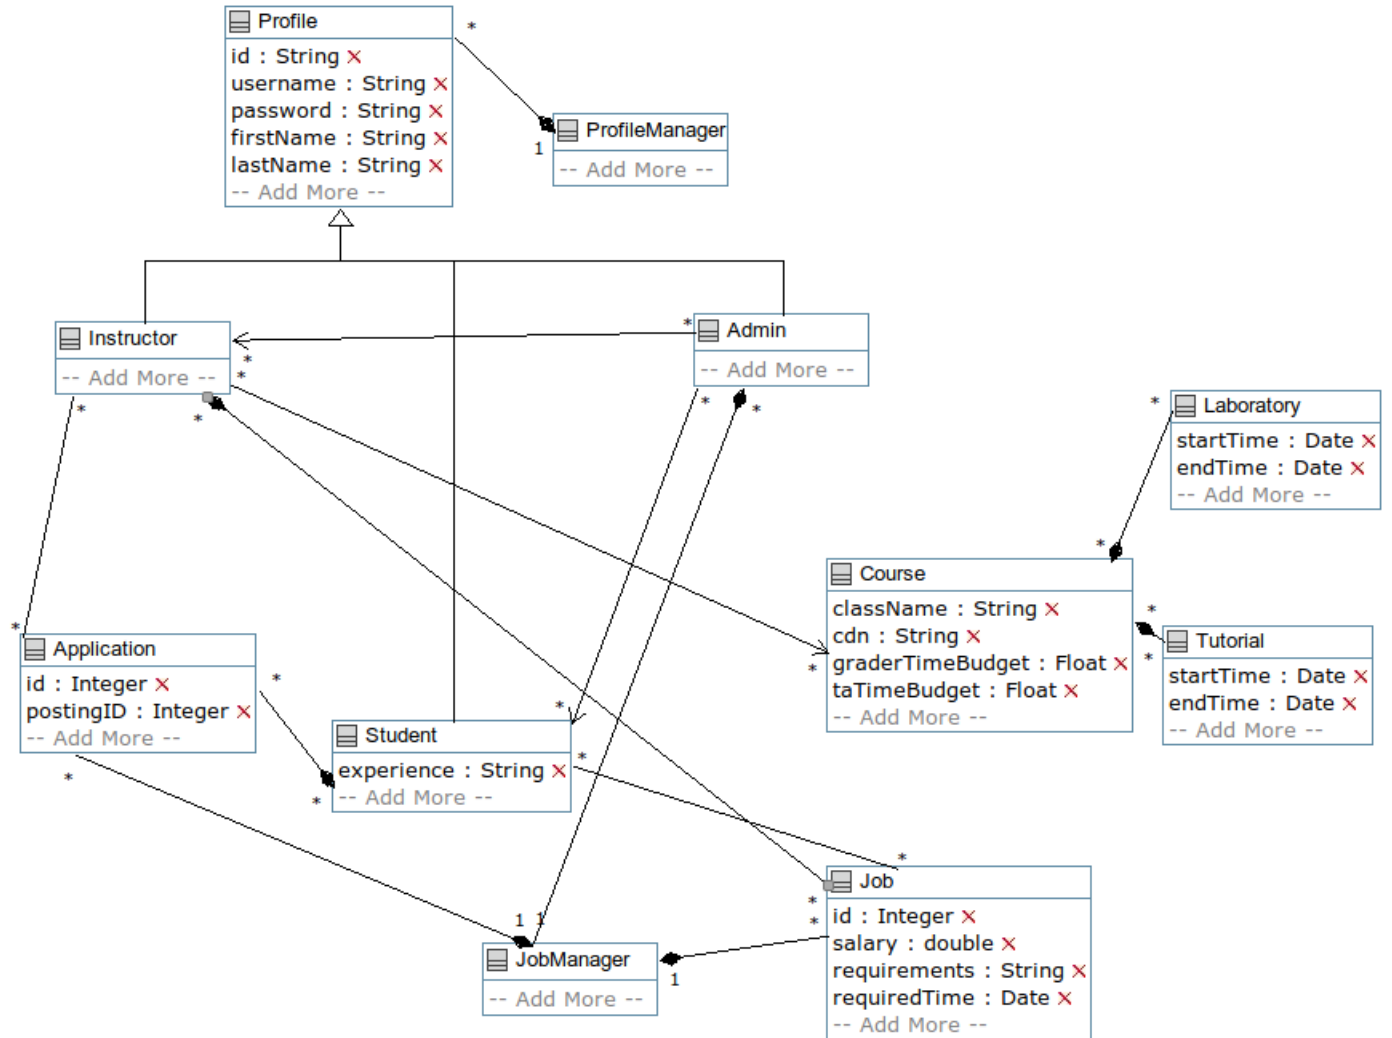 Profile
id : String
username : String
password : String
firstName : String
lastName : String
-- Add More --
*
ProfileManager
1
-- Add More --
Instructor
-- Add More --
*
*
*
*
Admin
-- Add More --
*
*
*
Laboratory
startTime : Date
endTime : Date
-- Add More --
*
*
Course
className : String
cdn : String
graderTimeBudget : Float
taTimeBudget : Float
-- Add More --
*
*
*
Tutorial
startTime : Date
endTime : Date
-- Add More --
*
Application
id : Integer
postingID : Integer
-- Add More --
*
*
*
Student
experience : String
-- Add More --
*
*
*
Job
id : Integer
salary : double
requirements : String
requiredTime : Date
-- Add More --
*
*
1 1
JobManager
-- Add More --
1